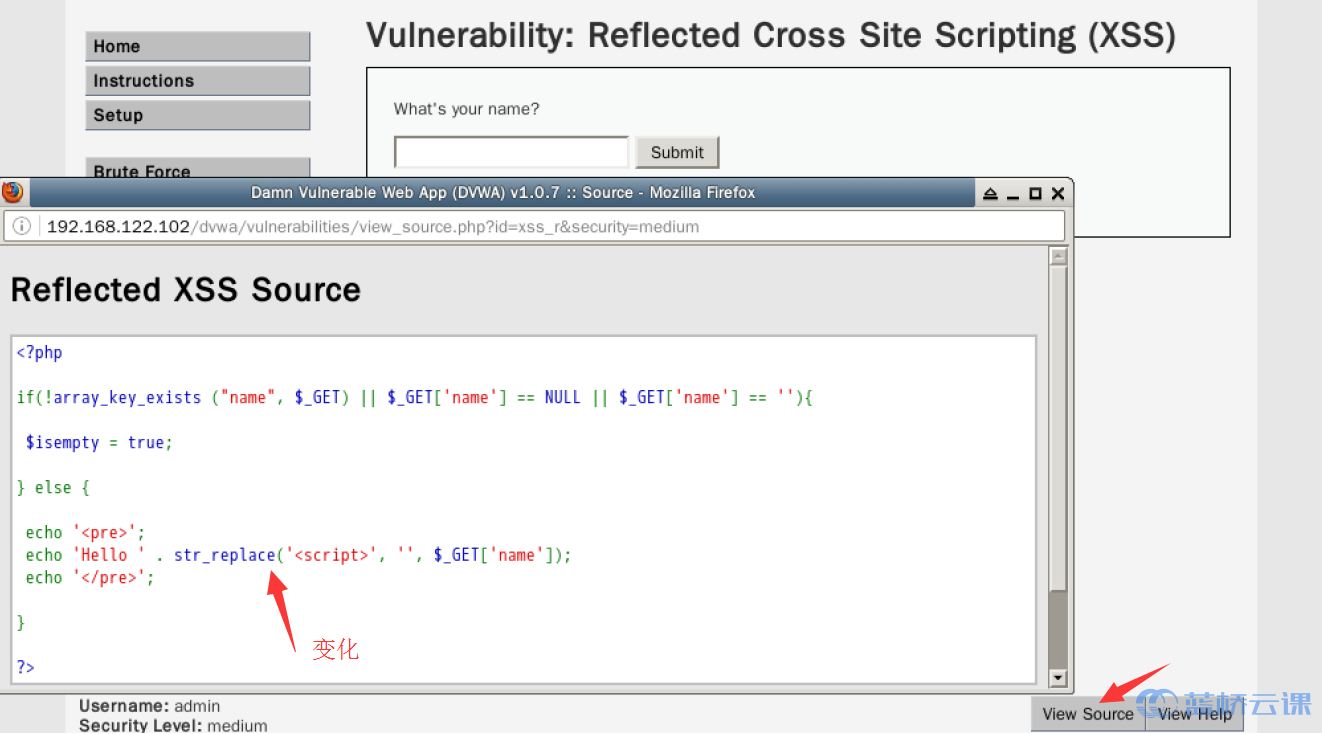 Vulnerability: Reflected Cross Site Scripting (XSS)
Home
Instructions
Setup
Brute Force
What's your name?
Submit
Damn Vulnerable Web App (DVWA) v1.0.7 :: Source - Mozilla Firefox
192.168.122.102/dvwa/vulnerabilities/view_source.php?id=xss_r&security=medium
Reflected XSS Source
<?php
if(!array_key_exists ("name", $_GET) || $_GET['name'] == NULL || $_GET['name'] == ''){
$isempty = true;
} else {
echo '<pre>';
echo 'Hello ' . str_replace('<script>', '', $_GET['name']);
echo '</pre>';
}
?>
变化
Username: admin
Security Level: medium
View Source
View Help
蓝桥云课